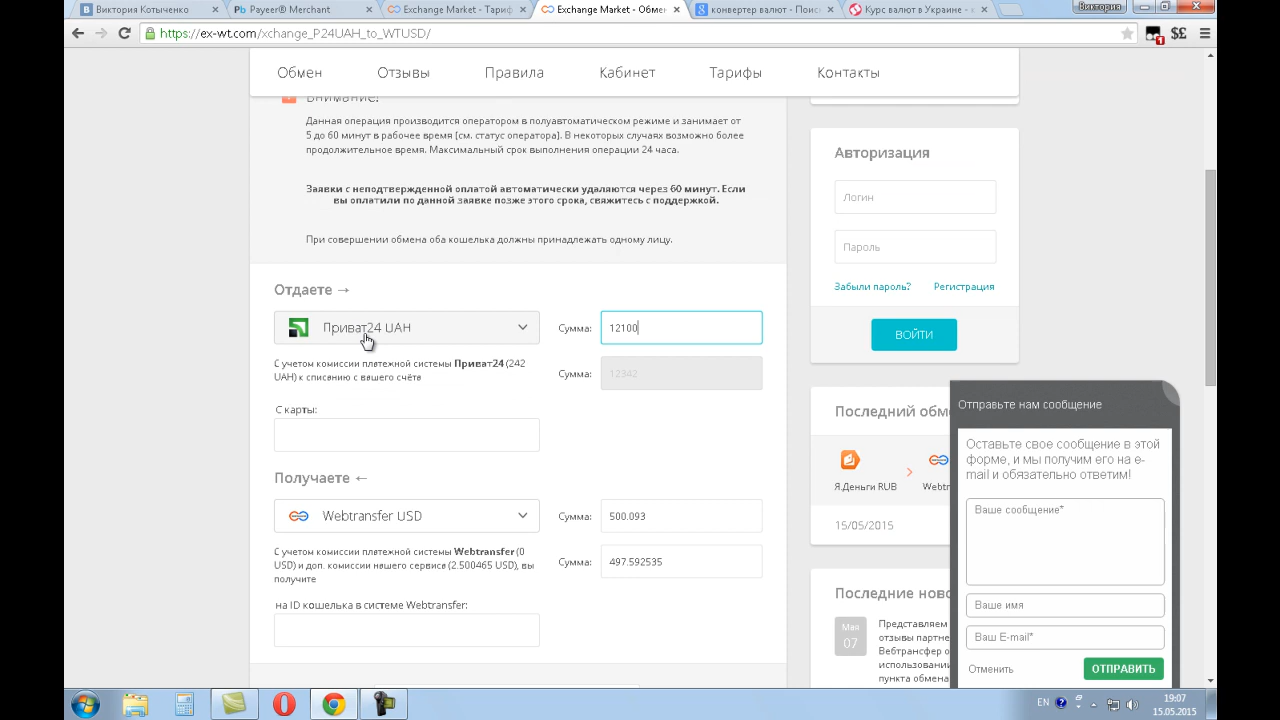 Виктория Котыченко
Payeer® Merchant
Exchange Market - Тариф
Exchange Market - Обмен
конвертер валют - Поис
Курс валют в Украине - с
Виктория
https://ex-wt.com/xchange_P24UAH_to_WTUSD/
Обмен
Отзывы
Правила
Кабинет
Тарифы
Контакты
Внимание!
Данная операция производится оператором в полуавтоматическом режиме и занимает от
5 до 60 минут в рабочее время [см. статус оператора]. В некоторых случаях возможно более
продолжительное время. Максимальный срок выполнения операции 24 часа.
Заявки с неподтвержденной оплатой автоматически удаляются через 60 минут. Если
вы оплатили по данной заявке позже этого срока, свяжитесь с поддержкой.
При совершении обмена оба кошелька должны принадлежать одному лицу.
Отдаете →
Приват24 UAH
Сумма:
12100
С учетом комиссии платежной системы Приват24 (242
UAH) к списанию с вашего счёта
Сумма:
12342
С карты:
Получаете ←
Webtransfer USD
Сумма:
500.093
С учетом комиссии платежной системы Webtransfer (0
USD) и доп. комиссии нашего сервиса (2.500465 USD), вы
получите
Сумма:
497.592535
на ID кошелька в системе Webtransfer:
Авторизация
Логин
Пароль
Забыли пароль?
Регистрация
ВОЙТИ
Последний обм
Я.Деньги RUB
Webtr
15/05/2015
Последние ново
Мая
07
Представляем
отзывы партне
Вебтрансфер о
использовании
пункта обмена
Отправьте нам сообщение
Оставьте свое сообщение в этой
форме, и мы получим его на e-
mail и обязательно ответим!
Ваше сообщение*
Ваше имя
Ваш E-mail*
Отменить
ОТПРАВИТЬ
EN
19:07
15.05.2015